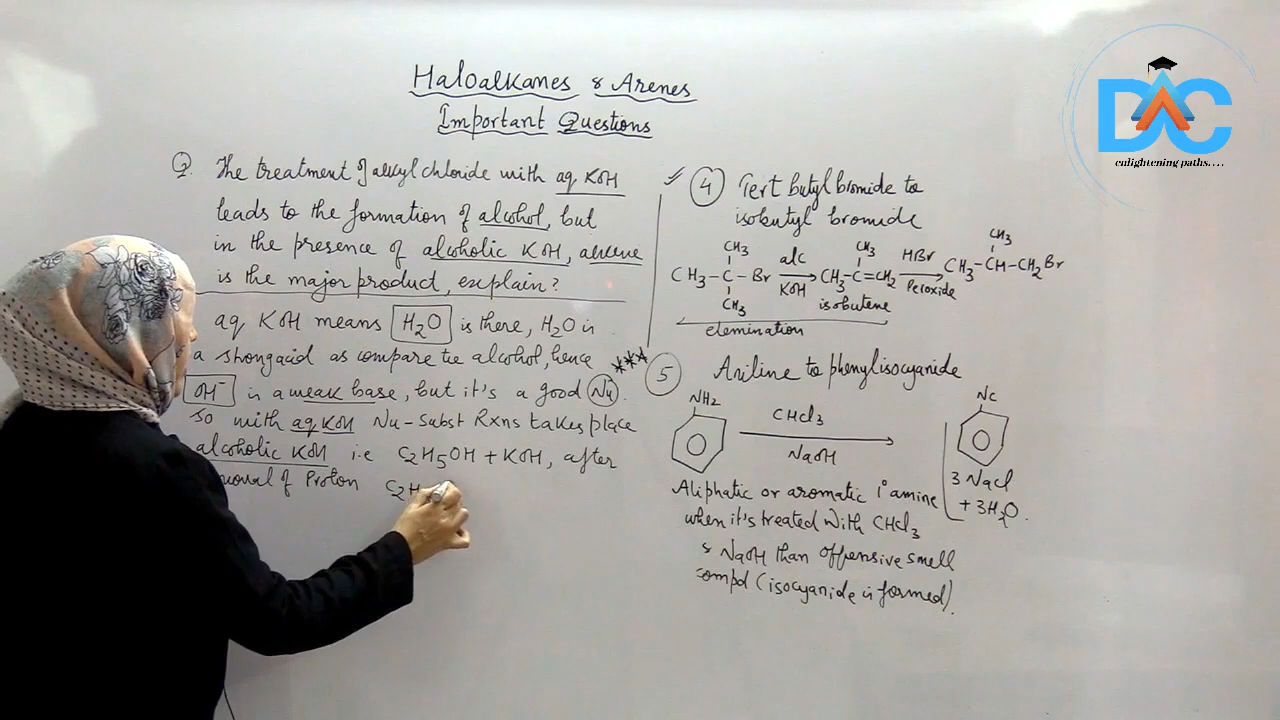 Haloalkanes & Arenes
Important Questions
Q. The treatment of alkyl chloride with aq KOH
leads to the formation of alcohol, but
in the presence of alcoholic KOH, alkene
is the major product, explain?
aq KOH means H2O is there, H2O is
a strong acid as compare to alcohol, hence
OH- is a weak base, but it's a good Nu
so with aq KOH Nu-Subst Rxns takes place
alcoholic KOH i.e C2H5OH + KOH, after
moval of Proton C2H
4 Tert butyl bromide to
isobutyl bromide
CH3 CH3 CH3
CH3-C-Br alc KOH CH3-C=CH2 HBr Peroxide CH3-CH-CH2Br
CH3 isobutene
elemination
*** 5 Aniline to phenylisocyanide
NH2 CHCl3 NC
NaOH
3 NaCl
+ 3H2O.
Aliphatic or aromatic 1° amine
when it's treated with CHCl3
& NaOH than offensive smell
compd (isocyanide is formed).
DAC
enlightening paths....